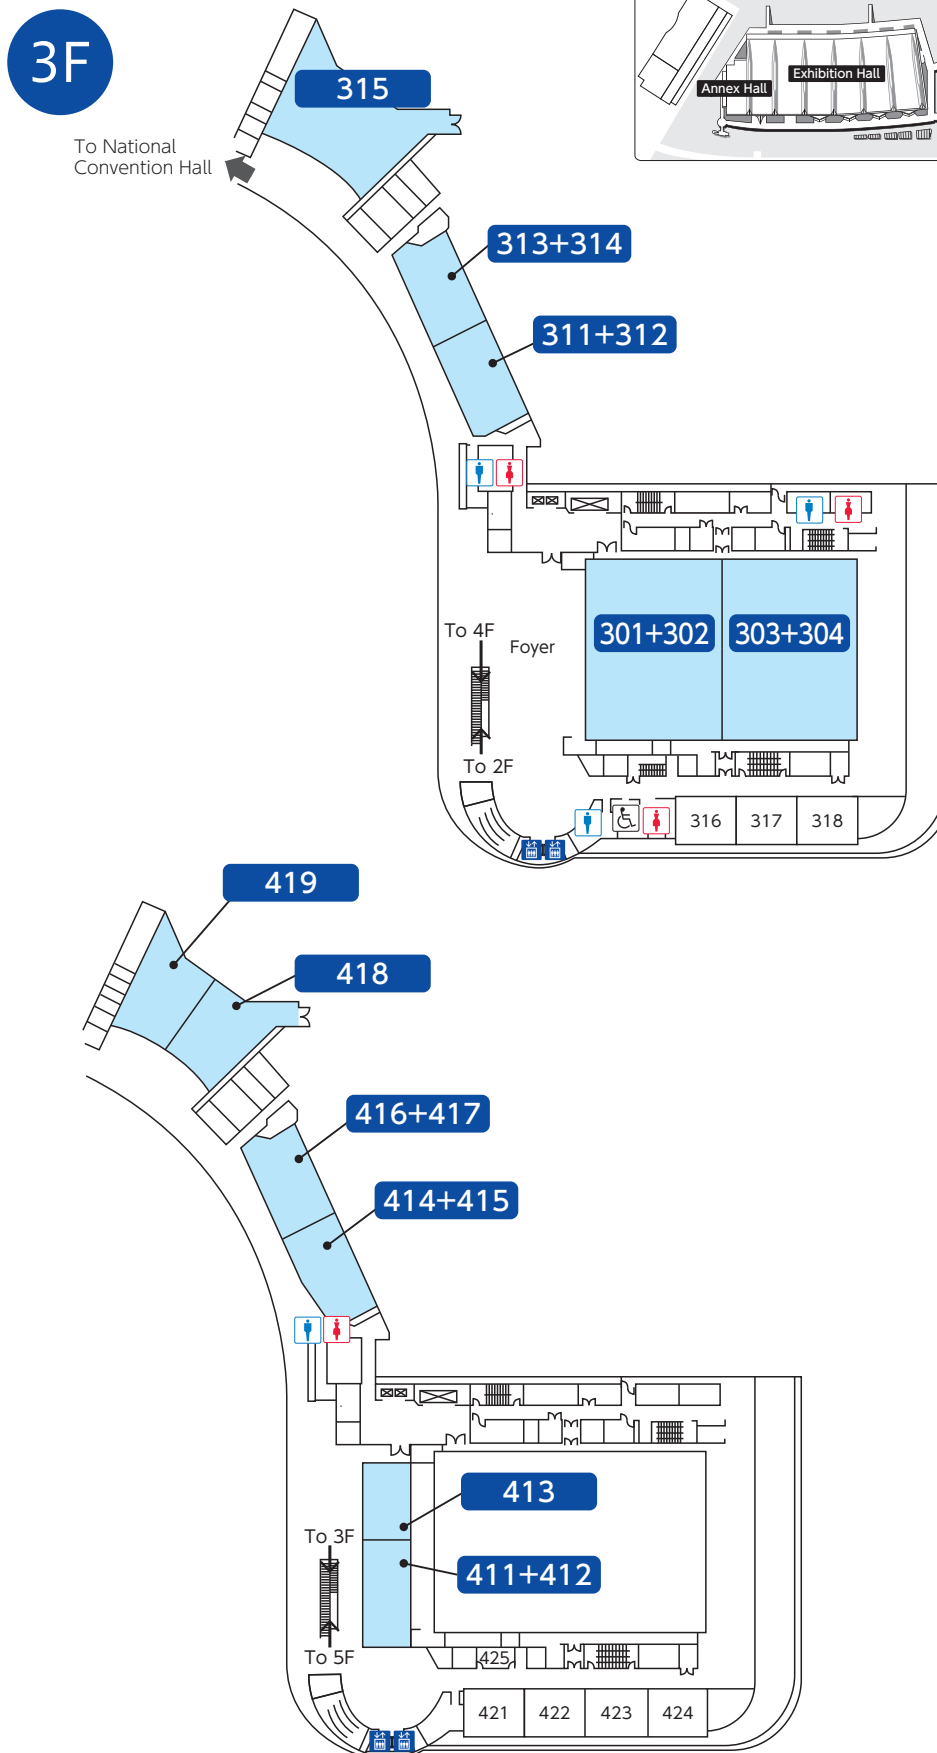 3F
315
To National
Convention Hall
Annex Hall
Exhibition Hall
313+314
311+312
301+302
303+304
To 4F
Foyer
To 2F
316
317
318
419
418
416+417
414+415
413
411+412
To 3F
To 5F
425
421
422
423
424